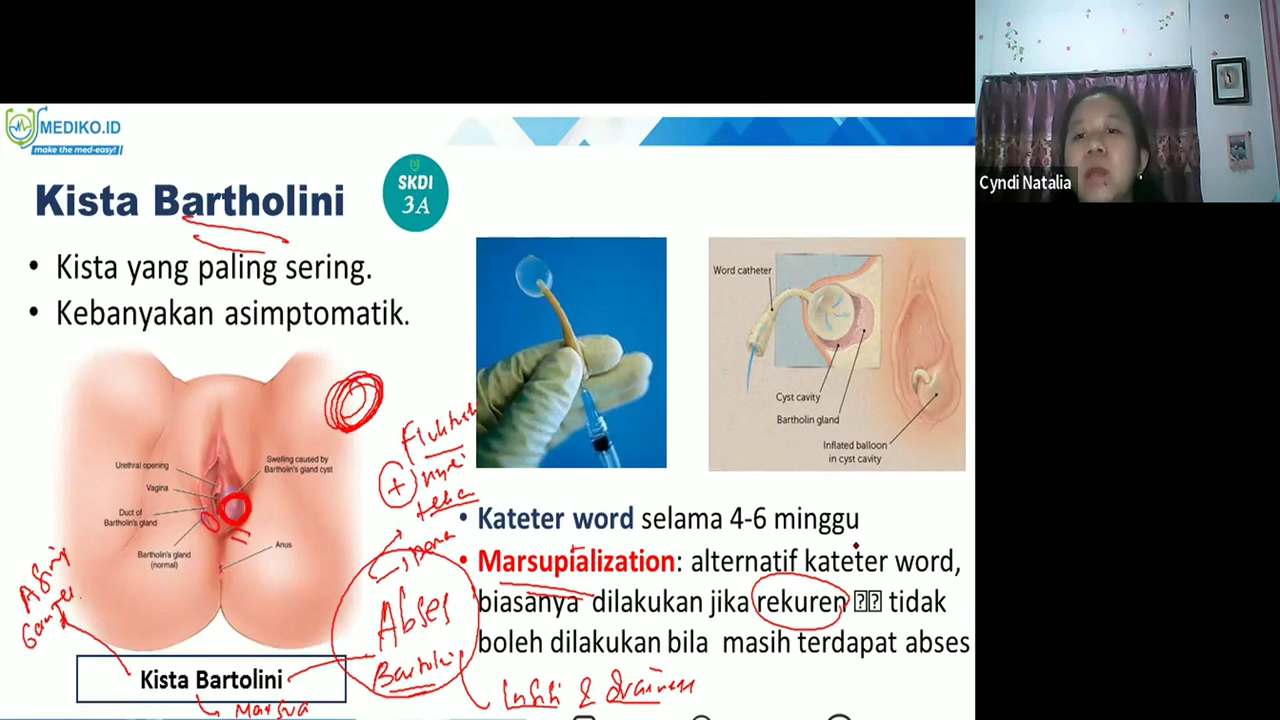 MEDIKO.ID
make the med-easy!
Kista Bartholini
SKDI
3A
• Kista yang paling sering.
• Kebanyakan asimptomatik.
Urethral opening
Vagina
Duct of
Bartholin's gland
Bartholin's gland
(normal)
Swelling caused by
Bartholin's gland cyst
Anus
Kista Bartolini
Abses
+
nyeri
Word catheter
Cyst cavity
Bartholin gland
Inflated balloon
in cyst cavity
• Kateter word selama 4-6 minggu
• Marsupialization: alternatif kateter word,
biasanya dilakukan jika rekuren tidak
boleh dilakukan bila masih terdapat abses
Cyndi Natalia